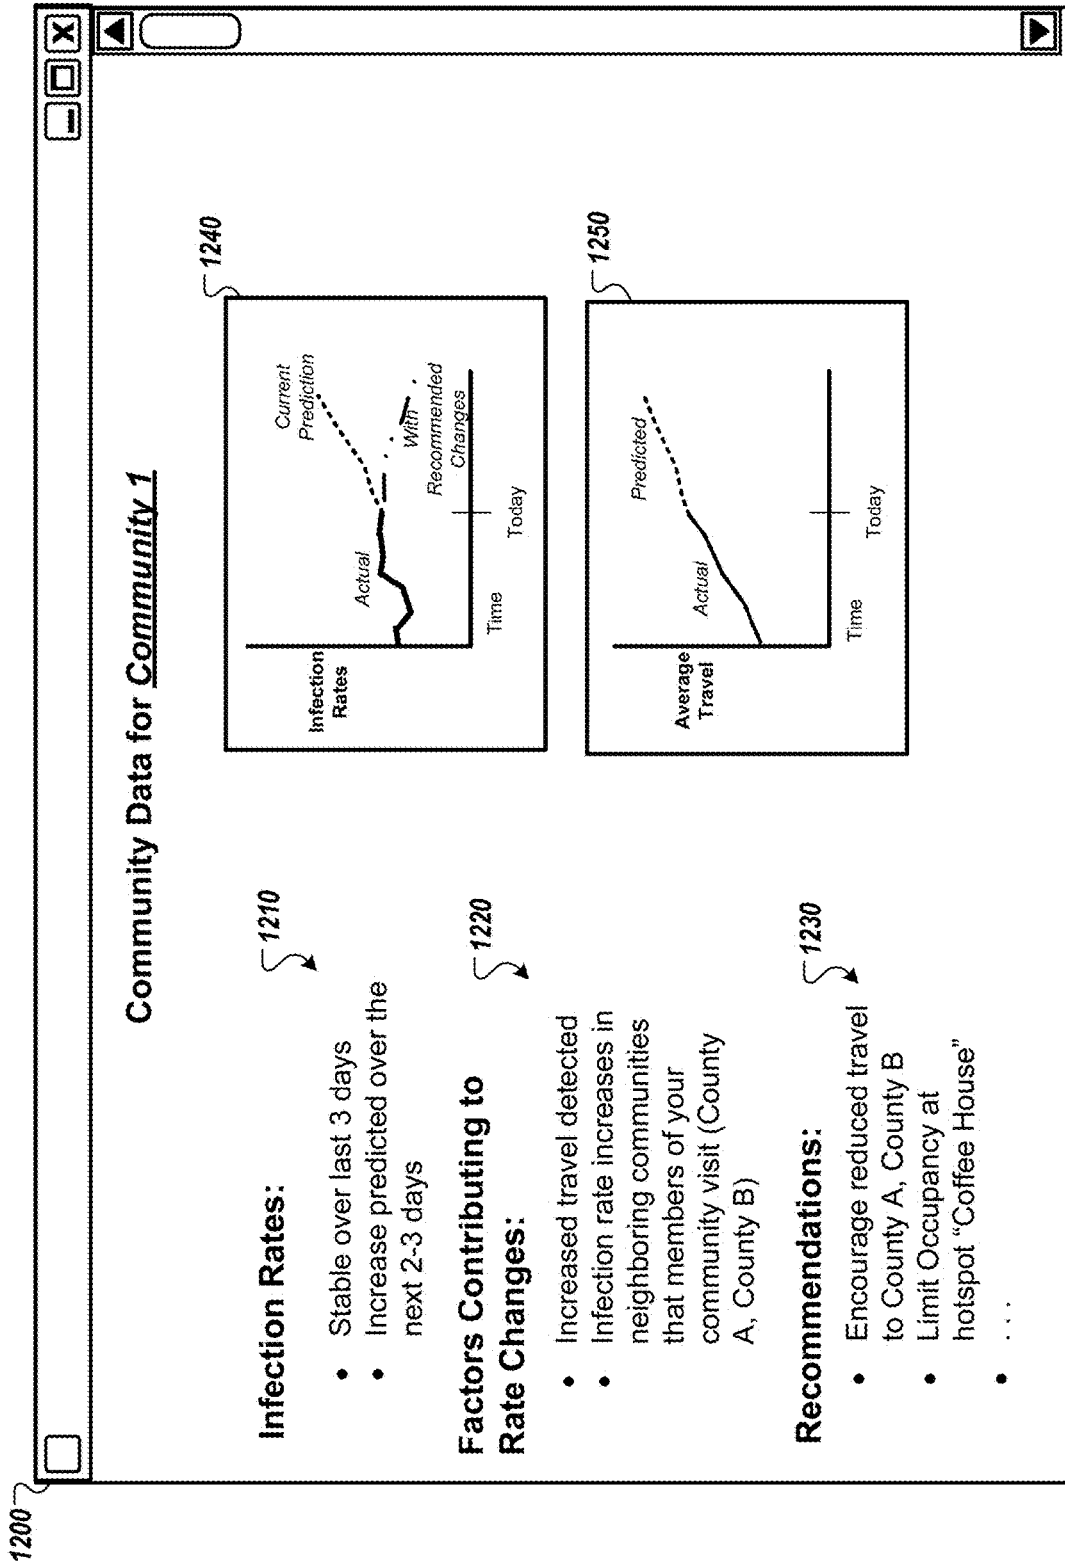 1200
Community Data for Community 1
Infection Rates:
1210
• Stable over last 3 days
• Increase predicted over the
next 2-3 days
Factors Contributing to
Rate Changes:
1220
• Increased travel detected
• Infection rate increases in
neighboring communities
that members of your
community visit (County
A, County B)
Recommendations:
1230
• Encourage reduced travel
to County A, County B
• Limit Occupancy at
hotspot “Coffee House”
• . . .
1240
Infection
Rates
Actual
Current
Prediction
With
Recommended
Changes
Time
Today
1250
Average
Travel
Actual
Predicted
Time
Today